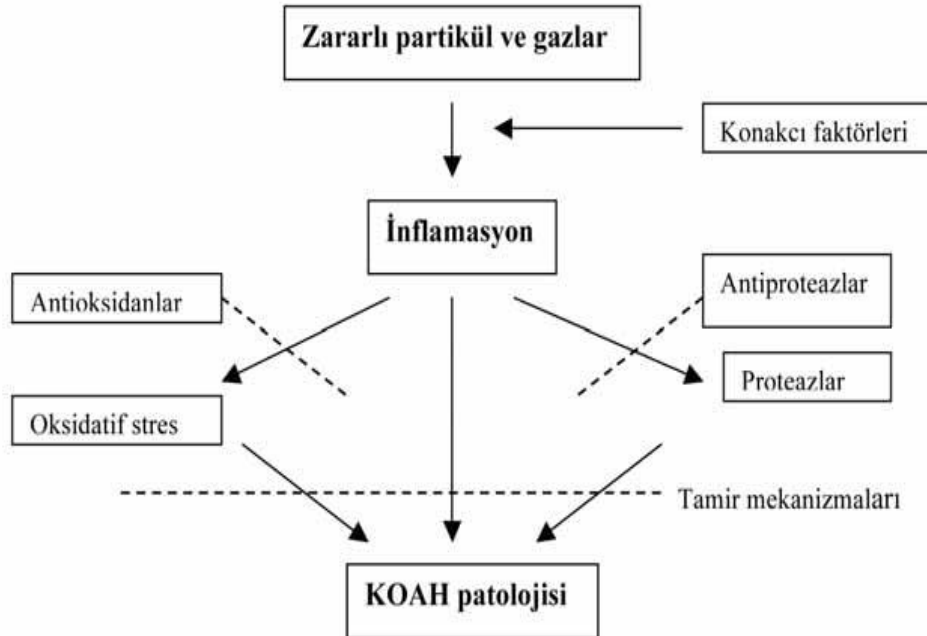 Zararlı partikül ve gazlar
Konakcı faktörleri
İnflamasyon
Antioksidanlar
Antiproteazlar
Proteazlar
Oksidatif stres
Tamir mekanizmaları
KOAH patolojisi